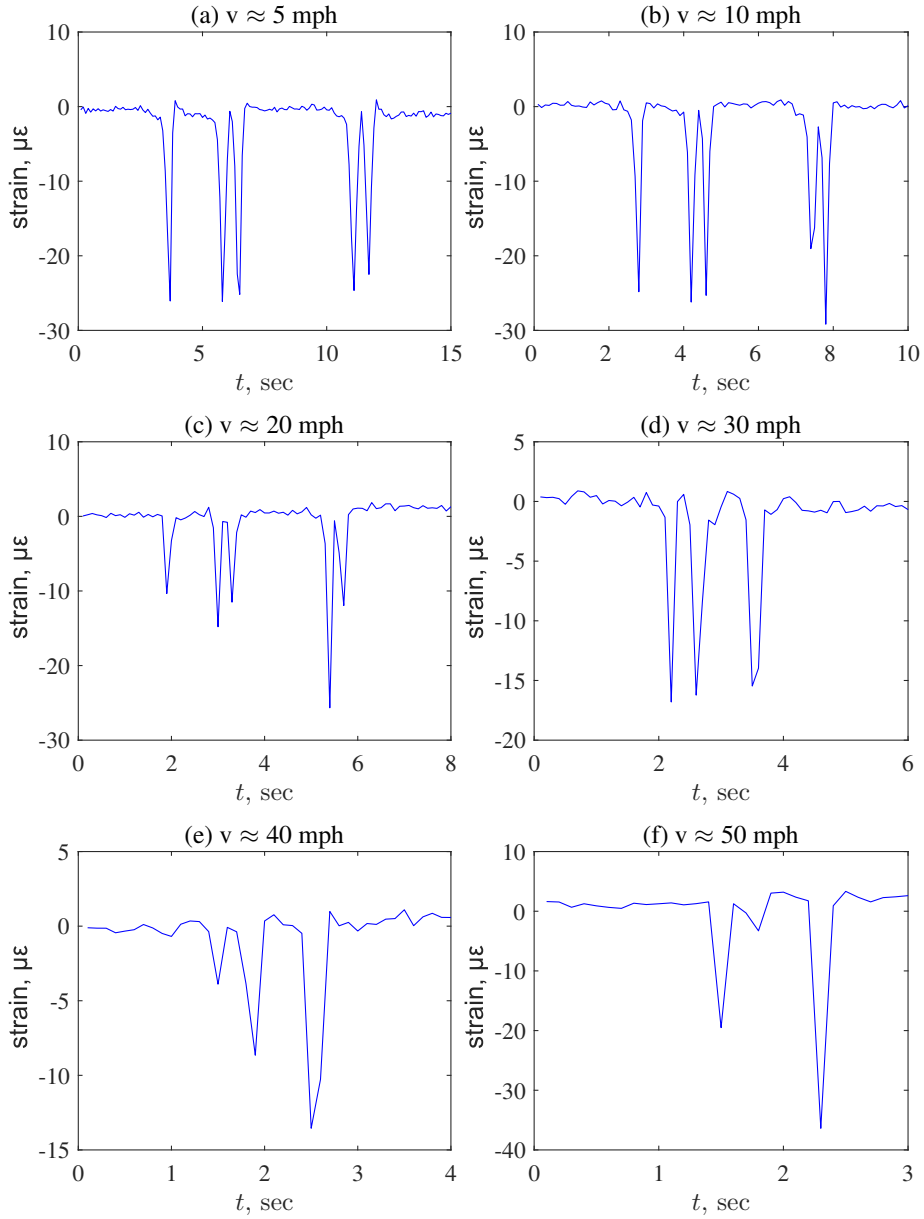 (a) v ≈ 5 mph
10
0
-10
-20
-30
strain, µε
0 5 10 15
t, sec
(b) v ≈ 10 mph
10
0
-10
-20
-30
strain, µε
0 2 4 6 8 10
t, sec
(c) v ≈ 20 mph
10
0
-10
-20
-30
strain, µε
0 2 4 6 8
t, sec
(d) v ≈ 30 mph
5
0
-5
-10
-15
-20
strain, µε
0 2 4 6
t, sec
(e) v ≈ 40 mph
5
0
-5
-10
-15
strain, µε
0 1 2 3 4
t, sec
(f) v ≈ 50 mph
10
0
-10
-20
-30
-40
strain, µε
0 1 2 3
t, sec